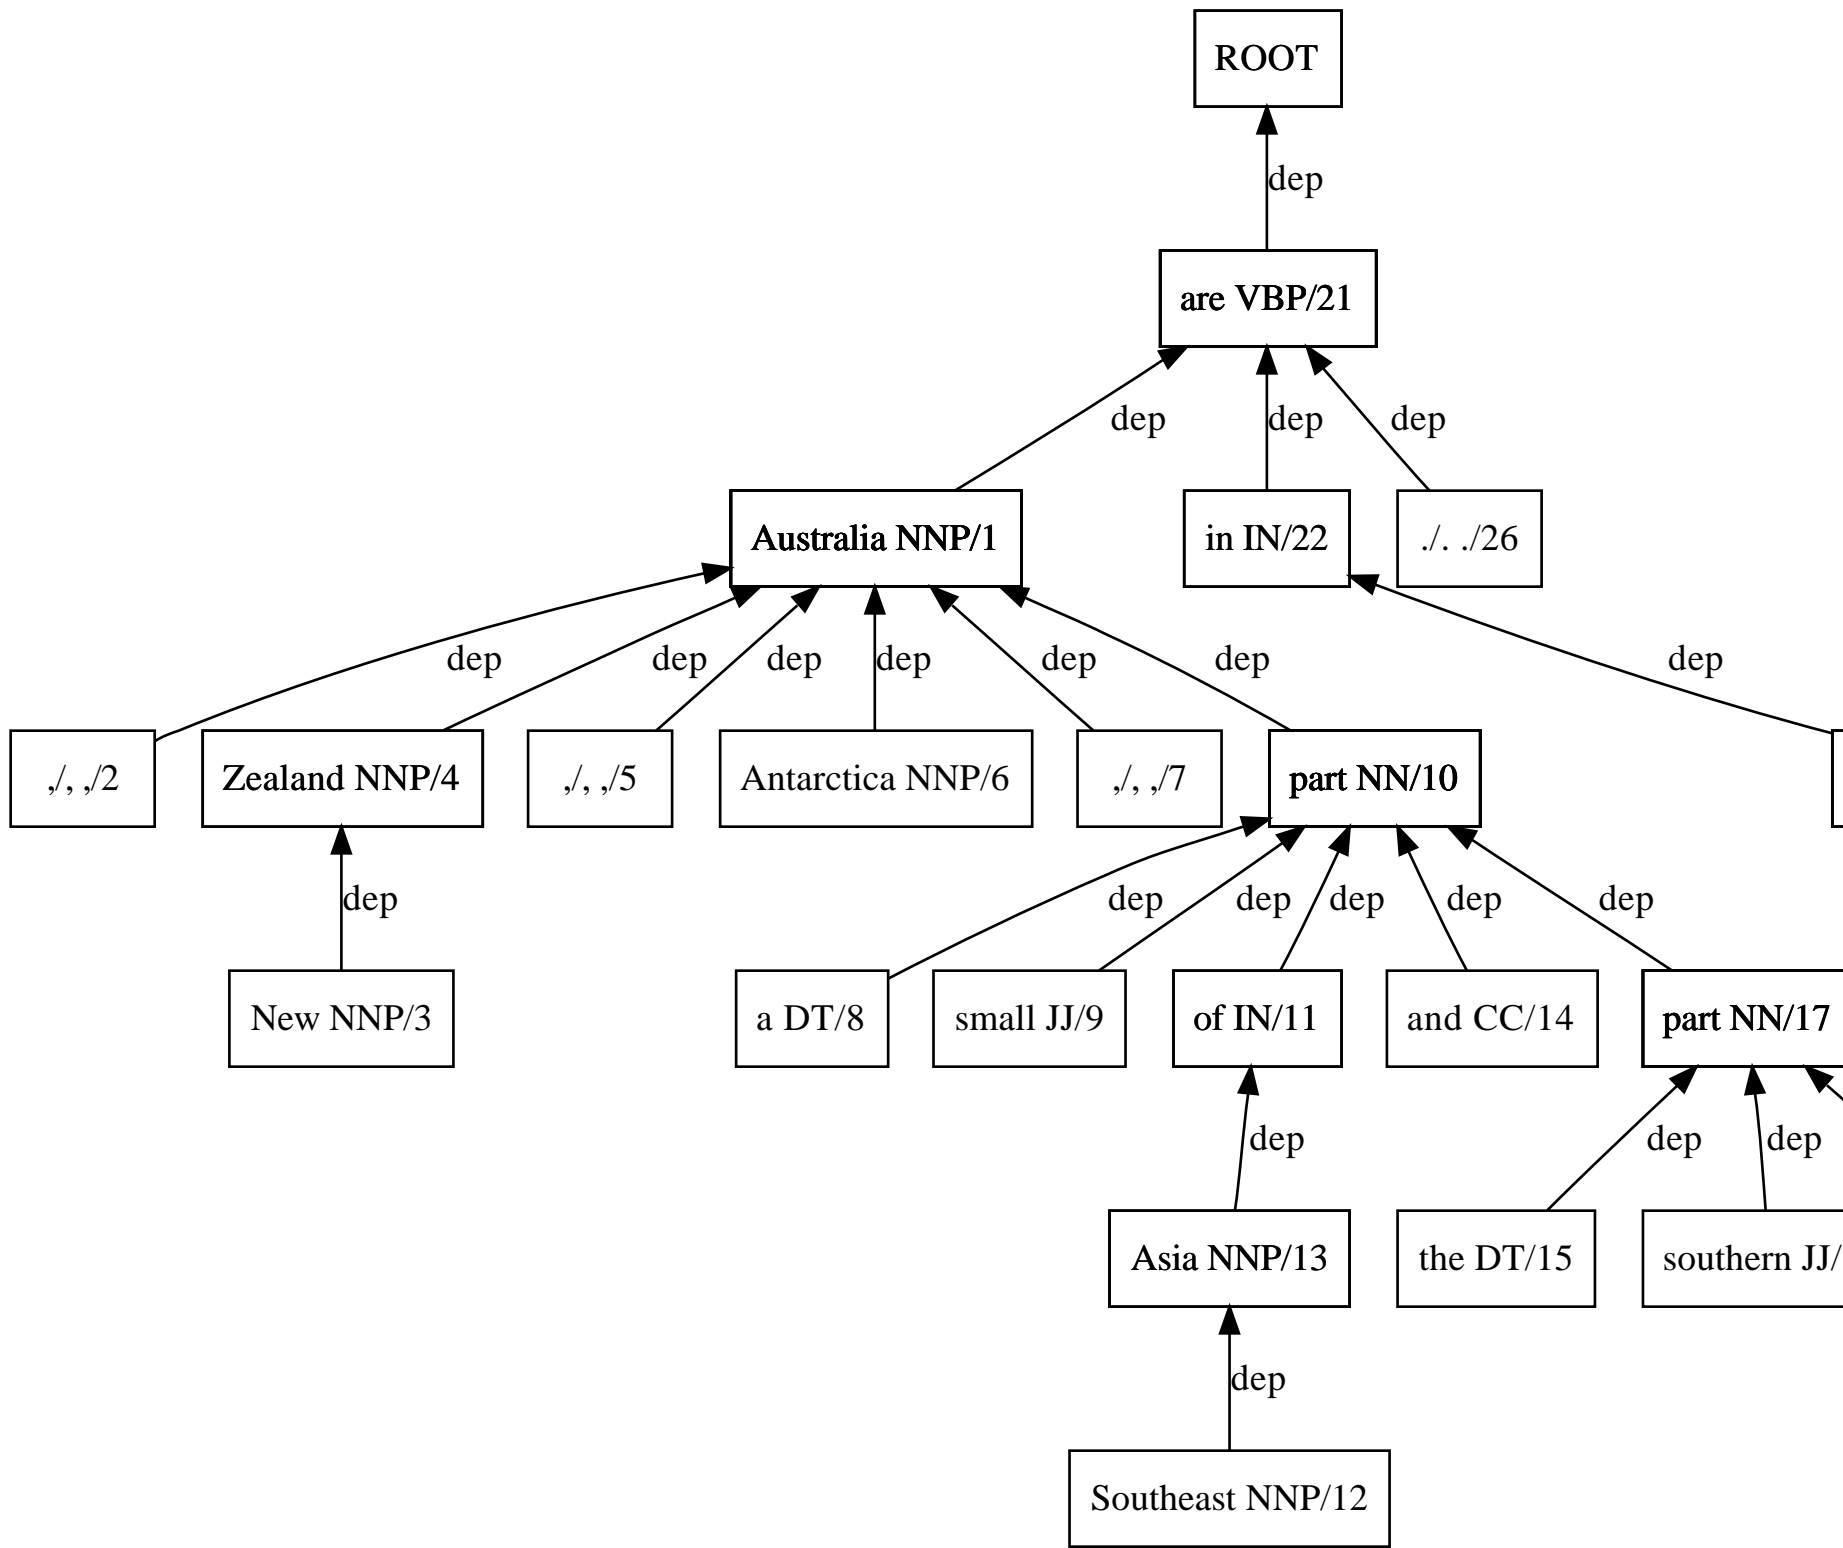 ROOT
dep
are VBP/21
dep dep dep
Australia NNP/1 in IN/22 ./. ./26
dep dep dep dep dep dep dep
,/, ,/2 Zealand NNP/4 ,/, ,/5 Antarctica NNP/6 ,/, ,/7 part NN/10
dep dep dep dep dep dep
New NNP/3 a DT/8 small JJ/9 of IN/11 and CC/14 part NN/17
dep dep dep
Asia NNP/13 the DT/15 southern JJ/
dep
Southeast NNP/12